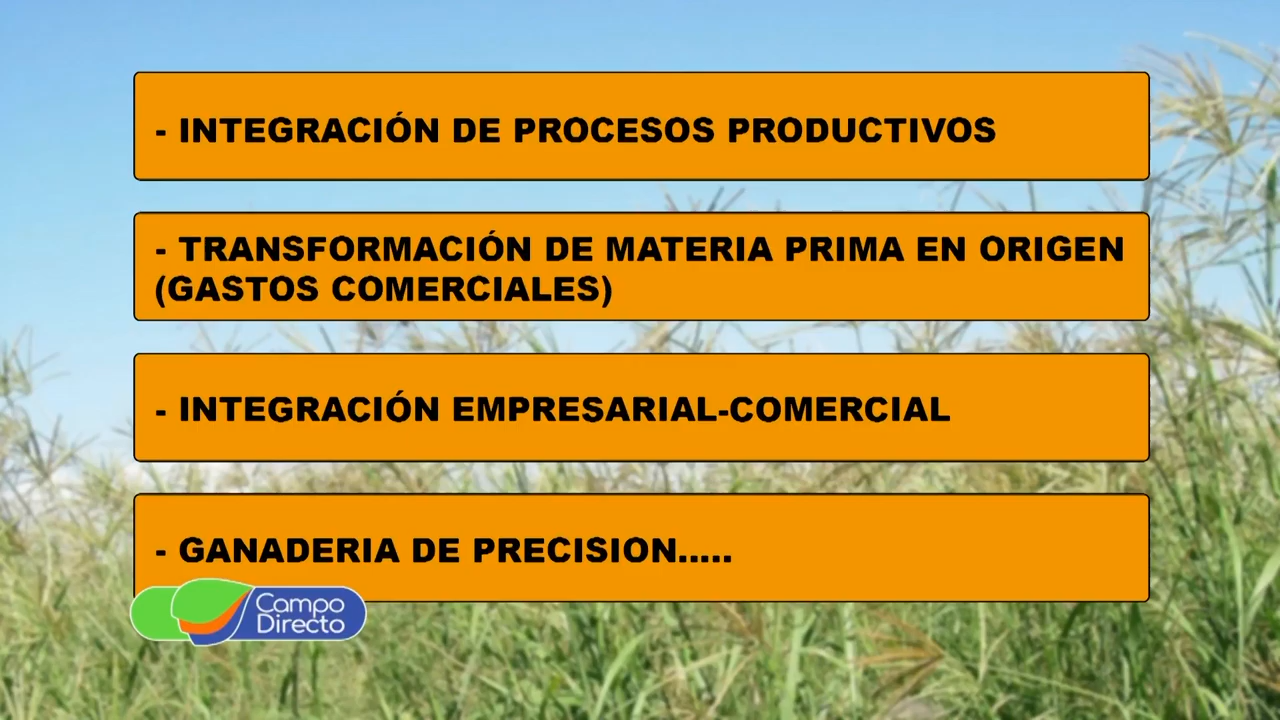 - INTEGRACIÓN DE PROCESOS PRODUCTIVOS
- TRANSFORMACIÓN DE MATERIA PRIMA EN ORIGEN
(GASTOS COMERCIALES)
- INTEGRACIÓN EMPRESARIAL-COMERCIAL
- GANADERIA DE PRECISION.....
Campo
Directo